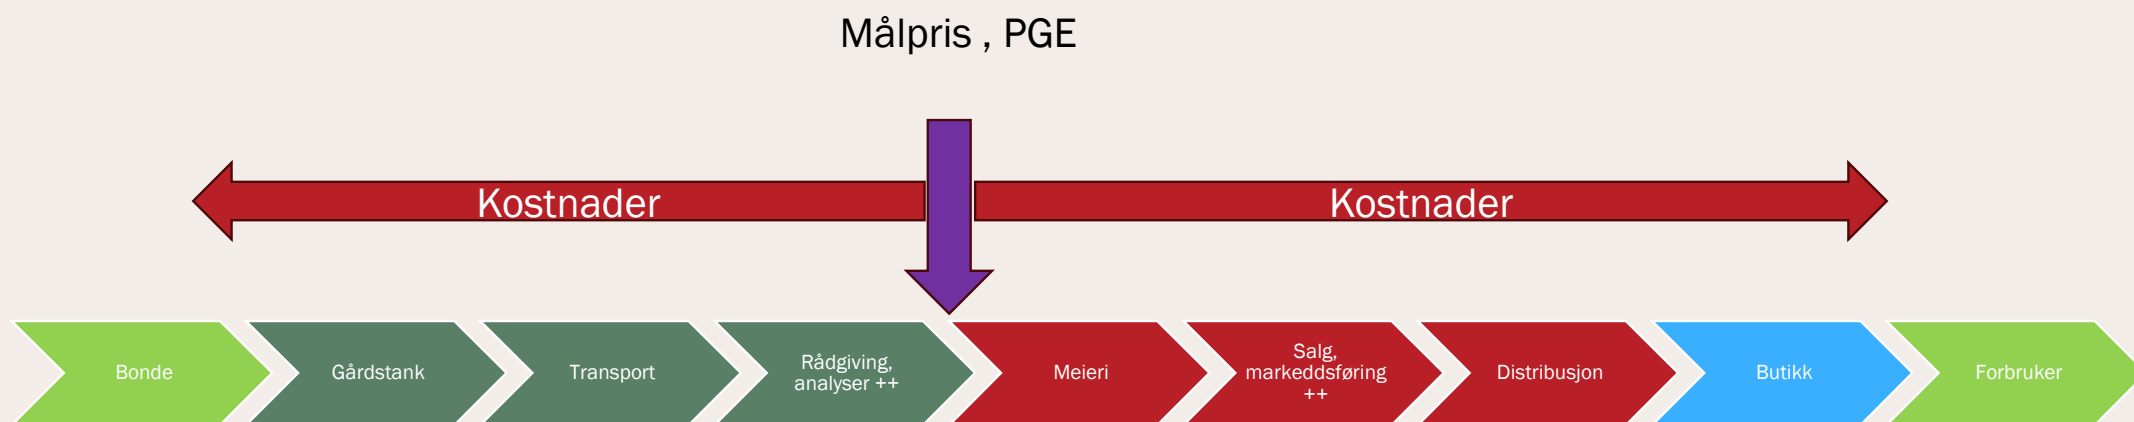 Målpris , PGE
Kostnader
Kostnader
Bonde
Gårdstank
Transport
Rådgiving,
analyser ++
Meieri
Salg,
markeddsføring
++
Distribusjon
Butikk
Forbruker